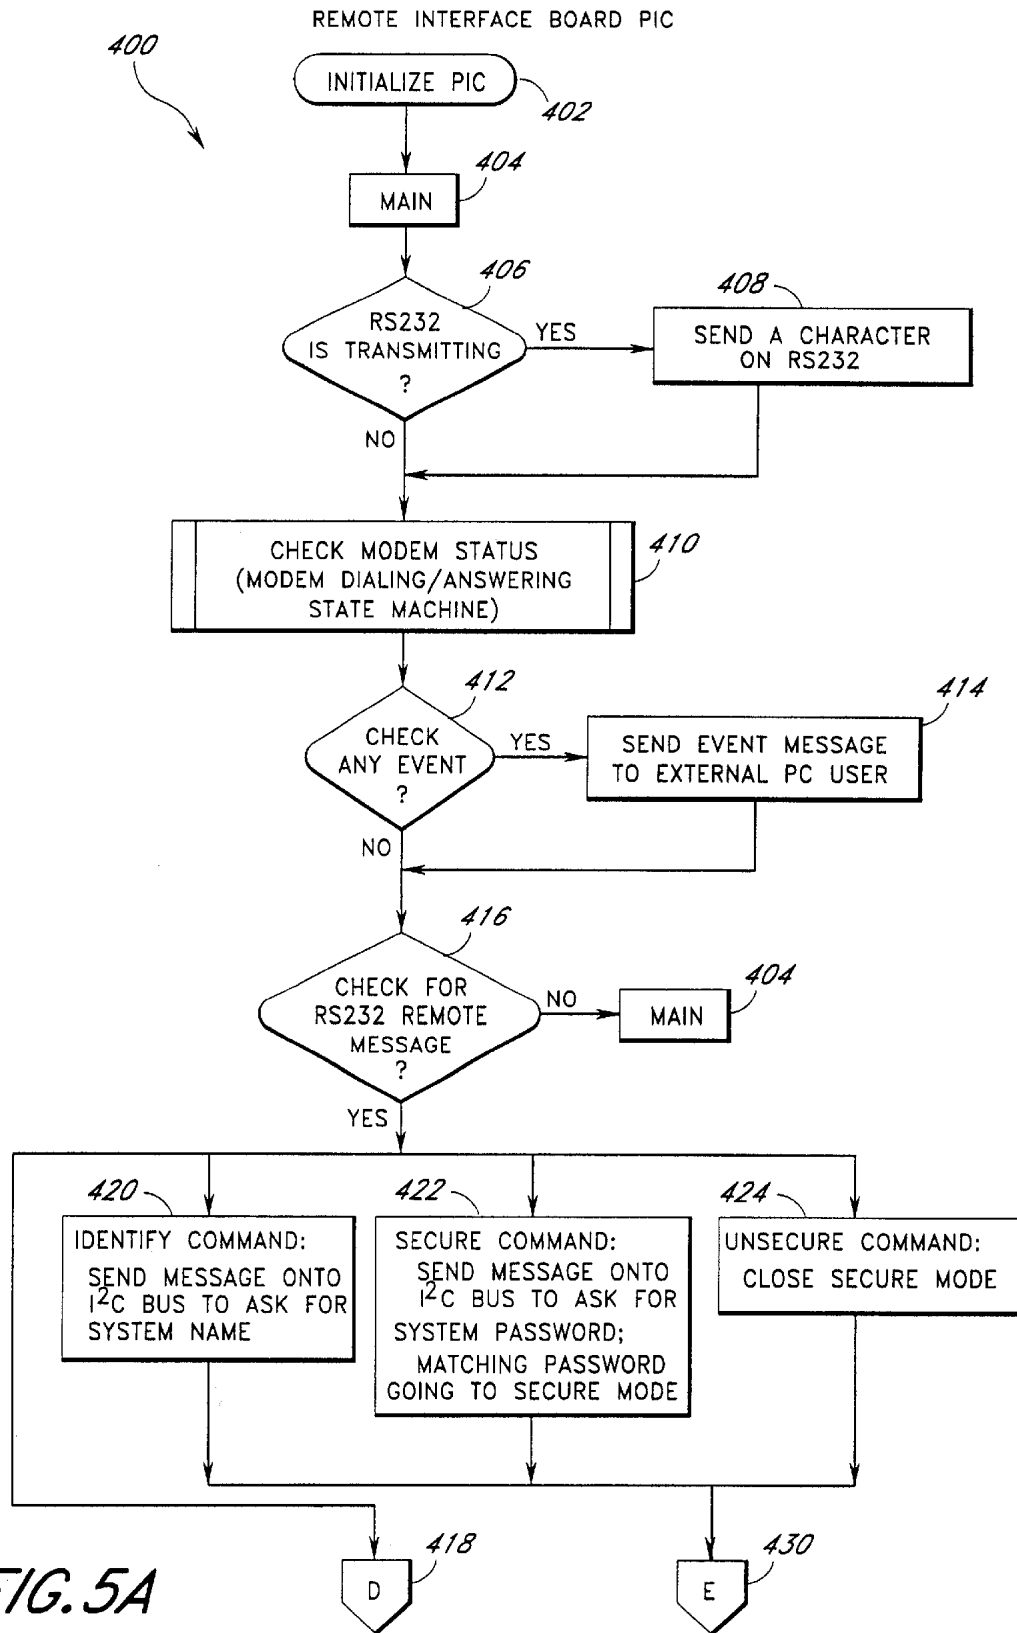 REMOTE INTERFACE BOARD PIC
400
INITIALIZE PIC
402
404
MAIN
406
RS232
IS TRANSMITTING
?
YES
408
SEND A CHARACTER
ON RS232
NO
CHECK MODEM STATUS
(MODEM DIALING/ANSWERING
STATE MACHINE)
410
412
CHECK
ANY EVENT
?
YES
414
SEND EVENT MESSAGE
TO EXTERNAL PC USER
NO
416
CHECK FOR
RS232 REMOTE
MESSAGE
?
NO
404
MAIN
YES
420
IDENTIFY COMMAND:
SEND MESSAGE ONTO
I²C BUS TO ASK FOR
SYSTEM NAME
422
SECURE COMMAND:
SEND MESSAGE ONTO
I²C BUS TO ASK FOR
SYSTEM PASSWORD;
MATCHING PASSWORD
GOING TO SECURE MODE
424
UNSECURE COMMAND:
CLOSE SECURE MODE
418
D
430
E
FIG. 5A